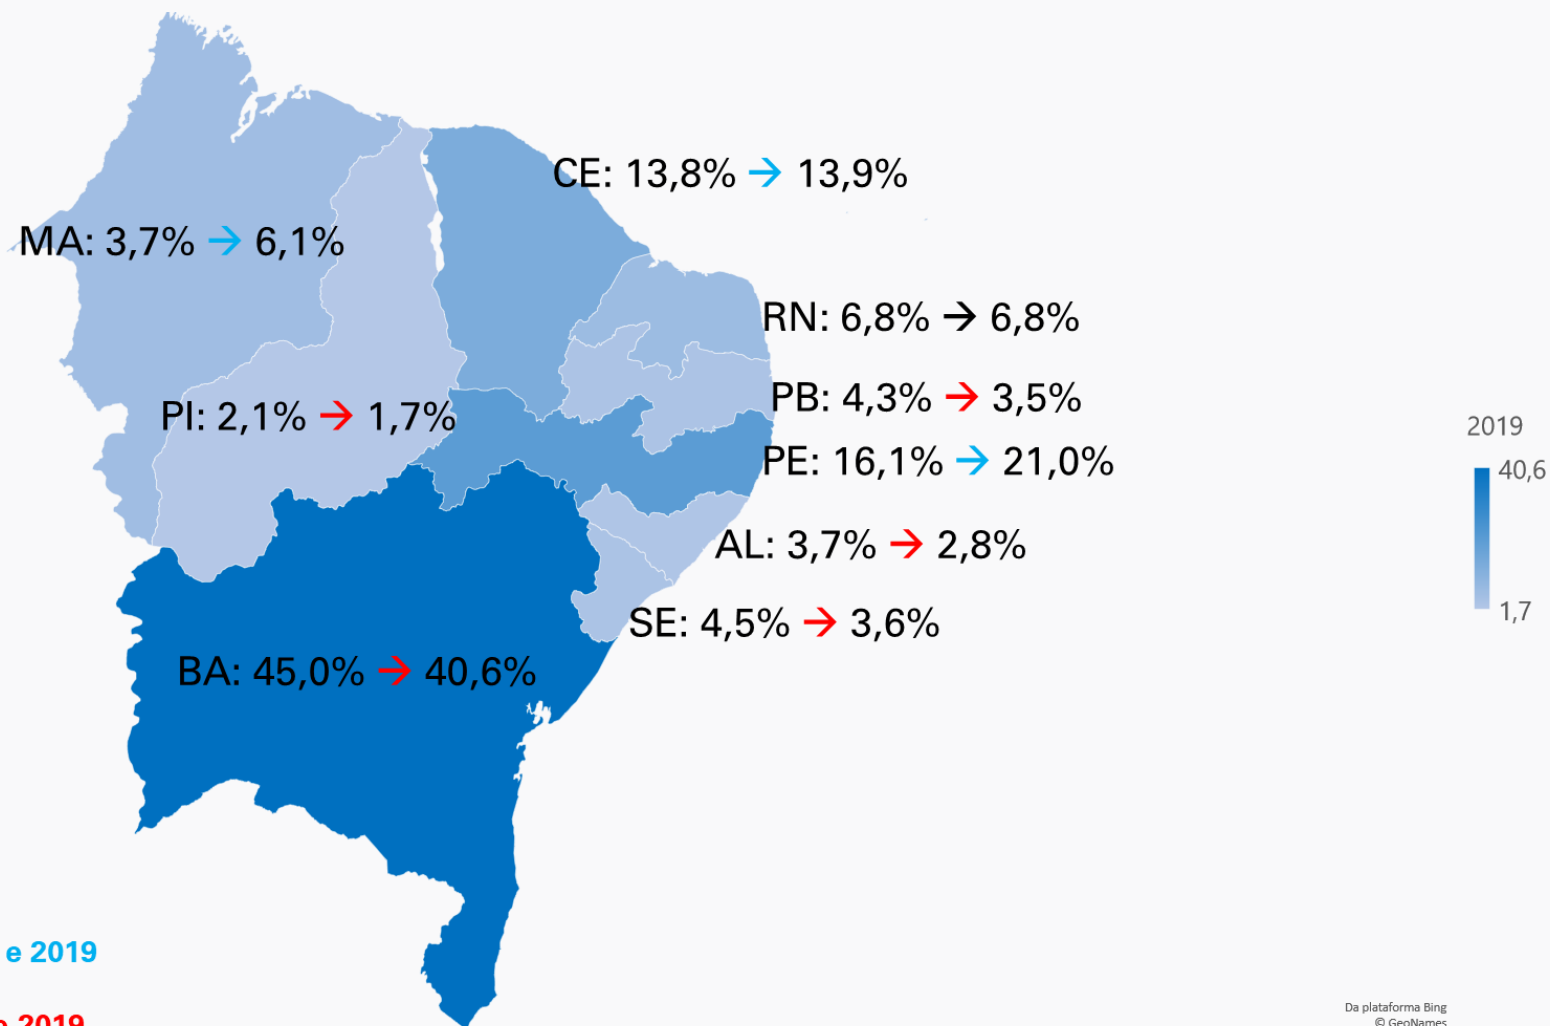 CE: 13,8% → 13,9%
MA: 3,7% → 6,1%
RN: 6,8% → 6,8%
PB: 4,3% → 3,5%
PI: 2,1% → 1,7%
PE: 16,1% → 21,0%
2019
40,6
AL: 3,7% → 2,8%
1,7
SE: 4,5% → 3,6%
BA: 45,0% → 40,6%
e 2019
2019
Da plataforma Bing
© GeoNames